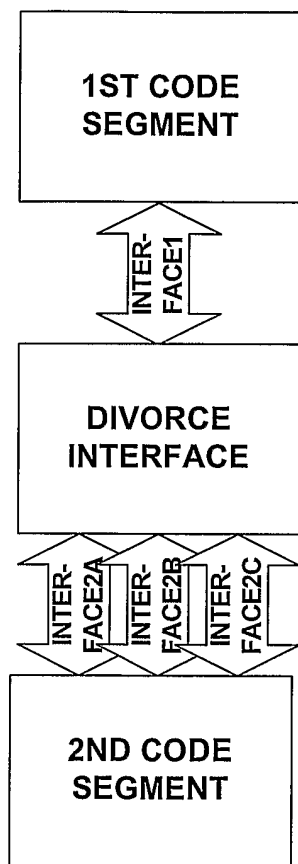 1ST CODE
SEGMENT
INTER-
FACE1
DIVORCE
INTERFACE
INTER-
FACE2A
INTER-
FACE2B
INTER-
FACE2C
2ND CODE
SEGMENT